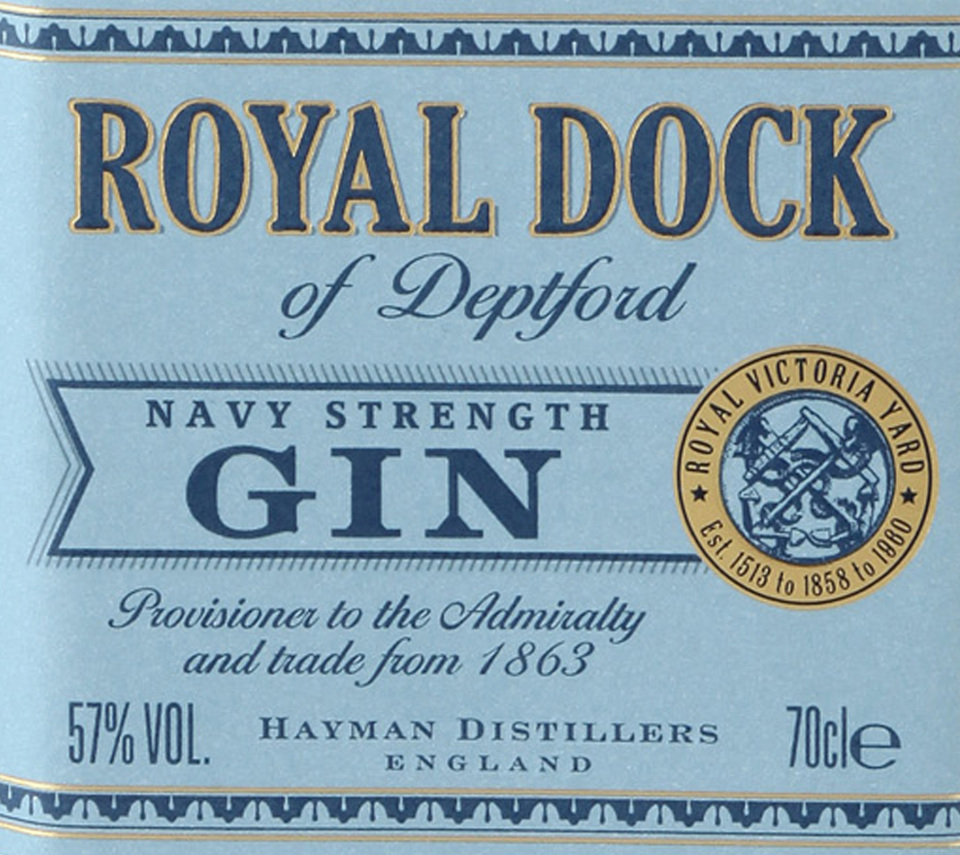 ROYAL DOCK
of Deptford
NAVY STRENGTH
GIN
ROYAL VICTORIA YARD
★ Est. 1513 to 1858 to 1980 ★
Provisioner to the Admiralty
and trade from 1863
57% VOL.
HAYMAN DISTILLERS
ENGLAND
70cl e